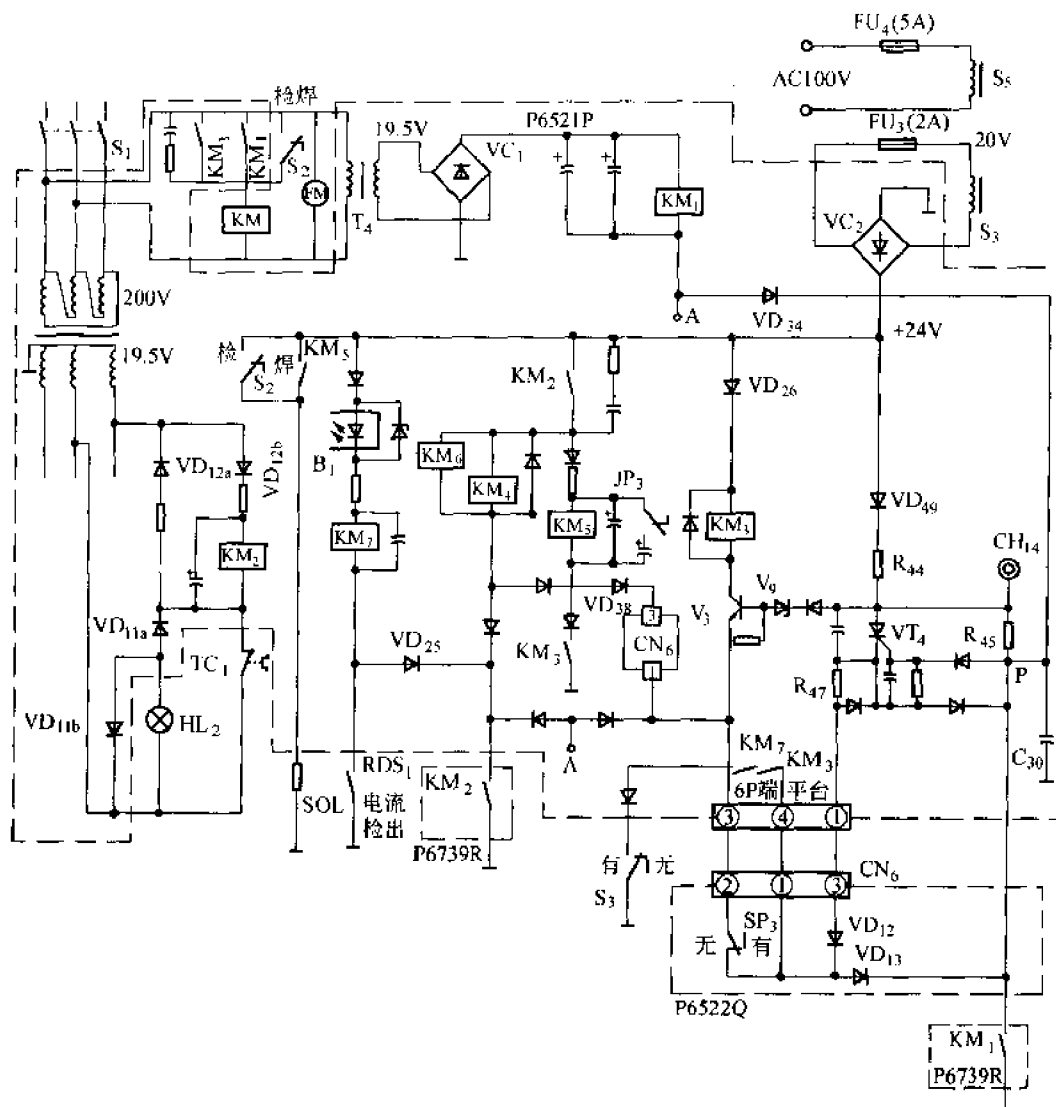 FU4(5A)
AC100V
S5
FU3(2A)
20V
检焊
S1
KM5
KM1
S2
FM
KM
T4
19.5V
VC1
P6521P
KM1
VC2
S3
A
VD34
+24V
200V
19.5V
检 焊
S2
KM5
KM2
VD26
B1
KM6
KM4
JP3
KM5
KM3
VD49
R44
CH14
VD12a
VD12b
KM2
KM7
V9
V3
VD38
3
CN6
1
VT4
R45
P
VD11a
TC1
VD25
KM3
R47
VD11b
HL2
A
C30
KM7
KM3
SOL
RDS1
电流
检出
KM2
P6739R
6P端 平台
3 4 1
有 无
S3
2 1 3
CN6
SP3
无 有
VD12
VD13
P6522Q
KM1
P6739R